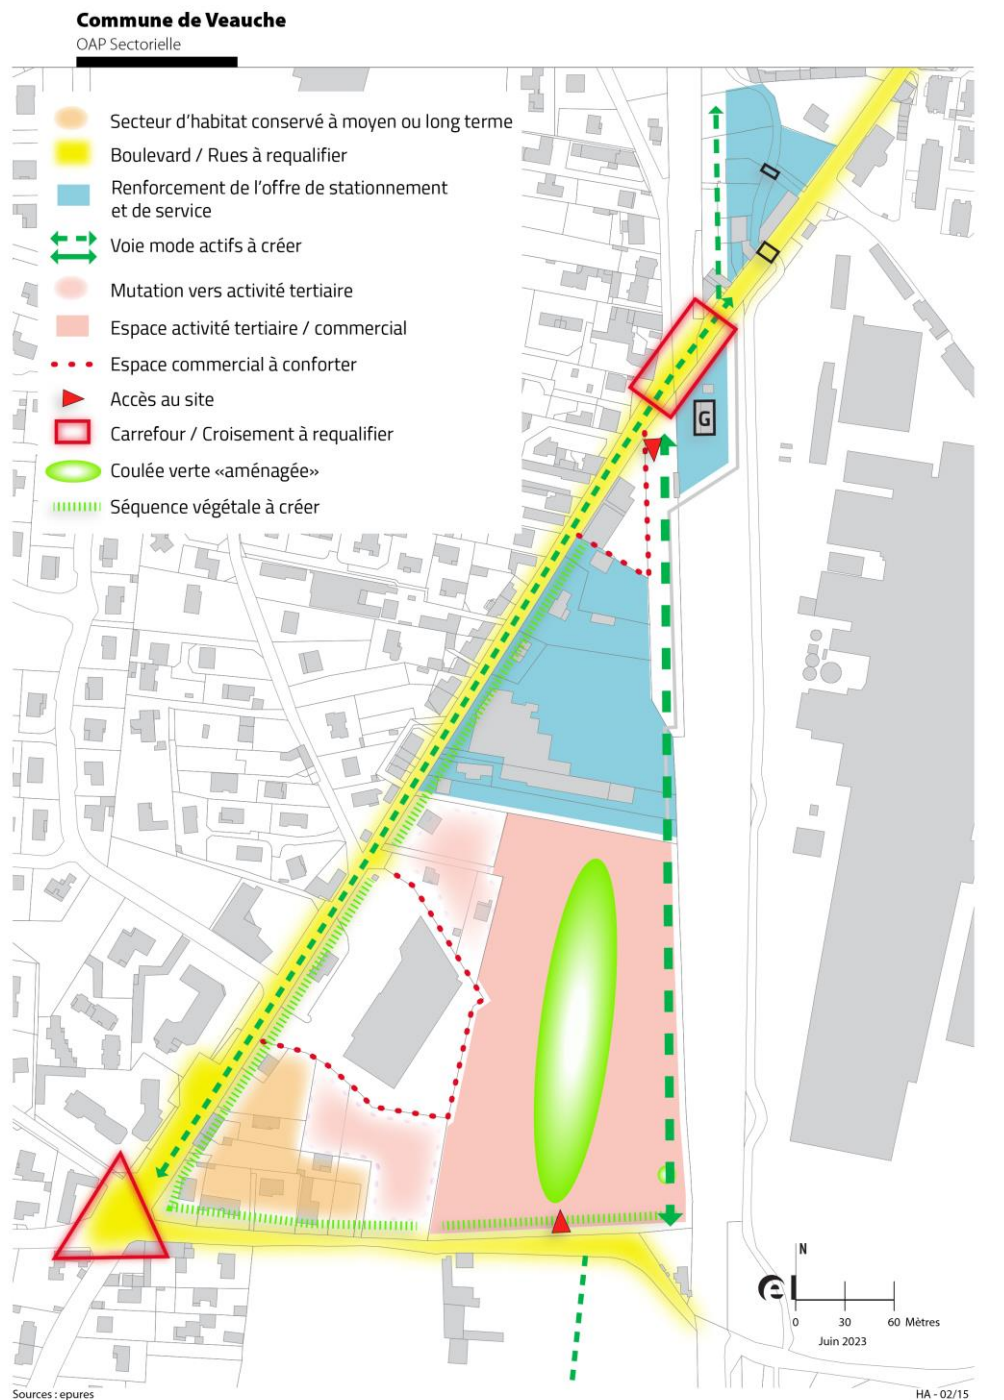 Commune de Veauche
OAP Sectorielle
Secteur d'habitat conservé à moyen ou long terme
Boulevard / Rues à requalifier
Renforcement de l'offre de stationnement
et de service
Voie mode actifs à créer
Mutation vers activité tertiaire
Espace activité tertiaire / commercial
Espace commercial à conforter
Accès au site
Carrefour / Croisement à requalifier
Coulée verte «aménagée»
Séquence végétale à créer
G
N
e
0 30 60 Mètres
Juin 2023
Sources : epures
HA - 02/15